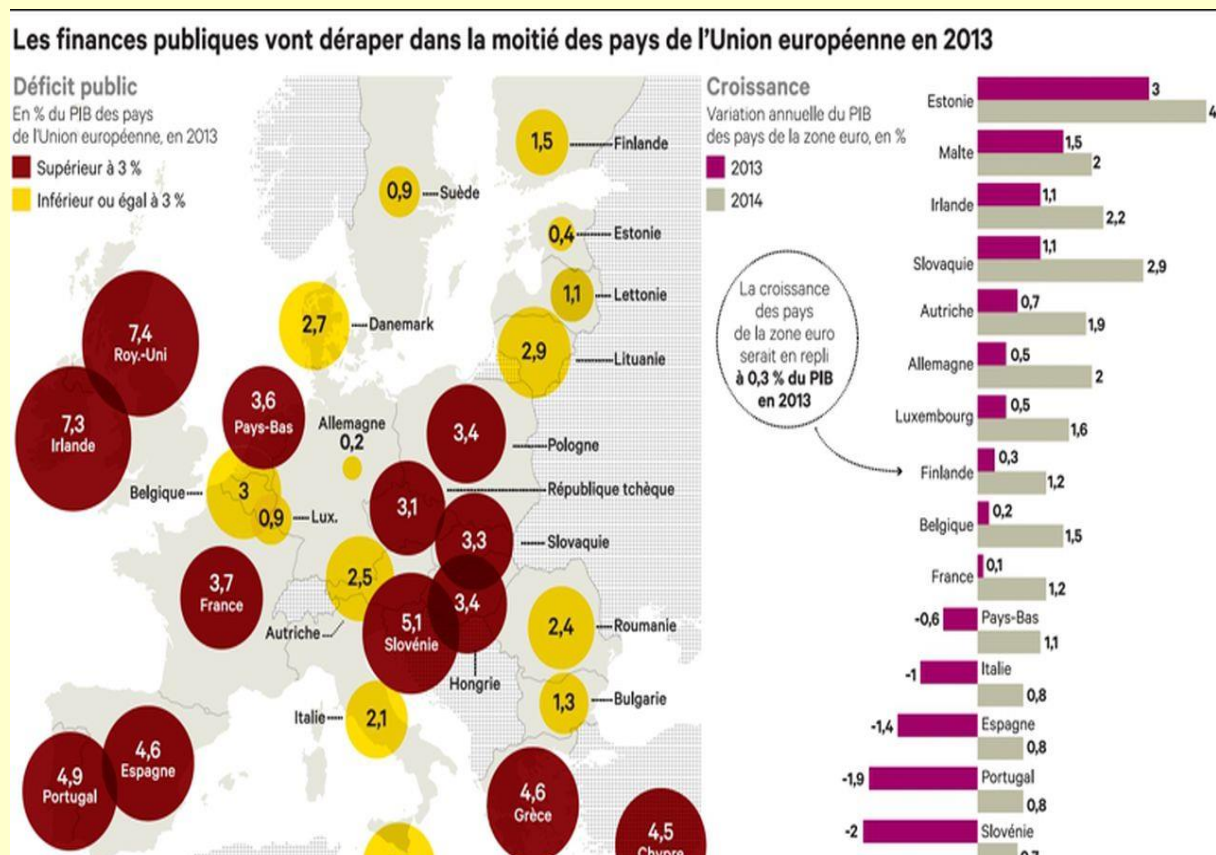 Les finances publiques vont déraper dans la moitié des pays de l'Union européenne en 2013
Déficit public
En % du PIB des pays
de l'Union européenne, en 2013
Supérieur à 3 %
Inférieur ou égal à 3 %
1,5
Finlande
0,9
Suède
0,4
Estonie
1,1
Lettonie
2,7
Danemark
2,9
Lituanie
7,4
Roy.-Uni
7,3
Irlande
3,6
Pays-Bas
Allemagne
0,2
3,4
Pologne
Belgique
3
0,9
Lux.
3,1
République tchèque
3,3
Slovaquie
3,7
France
2,5
Autriche
5,1
Slovénie
3,4
Hongrie
2,4
Roumanie
Italie
2,1
1,3
Bulgarie
4,9
Portugal
4,6
Espagne
4,6
Grèce
4,5
Chypre
Croissance
Variation annuelle du PIB
des pays de la zone euro, en %
2013
2014
La croissance
des pays
de la zone euro
serait en repli
à 0,3 % du PIB
en 2013
Estonie
3
4
Malte
1,5
2
Irlande
1,1
2,2
Slovaquie
1,1
2,9
Autriche
0,7
1,9
Allemagne
0,5
2
Luxembourg
0,5
1,6
Finlande
0,3
1,2
Belgique
0,2
1,5
France
0,1
1,2
-0,6
Pays-Bas
1,1
-1
Italie
0,8
-1,4
Espagne
0,8
-1,9
Portugal
0,8
-2
Slovénie